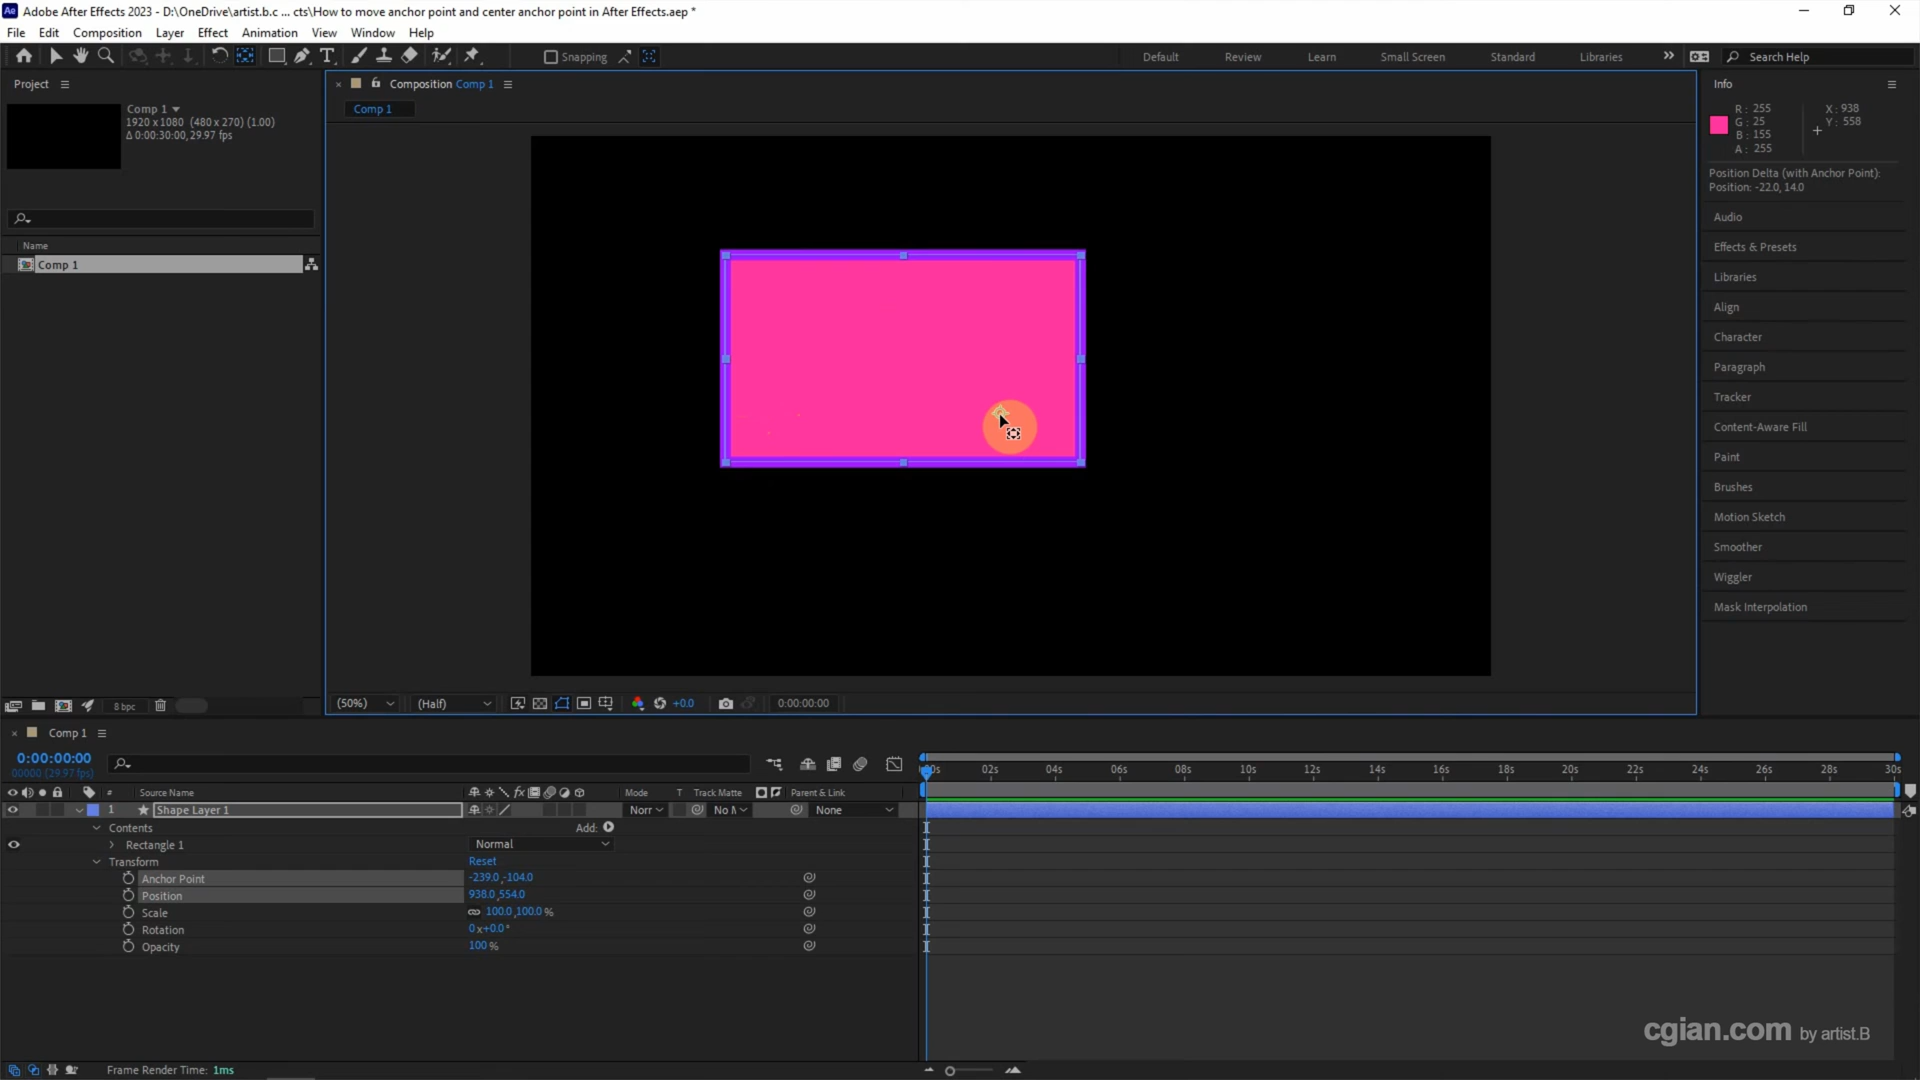 Adobe After Effects 2023 - D:\OneDrive\artist.b.c ... cts\How to move anchor point and center anchor point in After Effects.aep *
File Edit Composition Layer Effect Animation View Window Help
Snapping
Default Review Learn Small Screen Standard Libraries
Search Help
Project
Comp 1
1920 x 1080 (480 x 270) (1.00)
Δ 0:00:30:00, 29.97 fps
Name
Comp 1
8 bpc
Composition Comp 1
Comp 1
(50%) (Half) +0.0 0:00:00:00
Info
R: 255 X: 938
G: 25 Y: 558
B: 155
A: 255
Position Delta (with Anchor Point):
Position: -22.0, 14.0
Audio
Effects & Presets
Libraries
Align
Character
Paragraph
Tracker
Content-Aware Fill
Paint
Brushes
Motion Sketch
Smoother
Wiggler
Mask Interpolation
Comp 1
0:00:00:00
00000 (29.97 fps)
02s 04s 06s 08s 10s 12s 14s 16s 18s 20s 22s 24s 26s 28s 30s
# Source Name fx Mode T Track Matte Parent & Link
1 Shape Layer 1 Norr No M None
Contents Add:
Rectangle 1 Normal
Transform Reset
Anchor Point -239.0,-104.0
Position 938.0,554.0
Scale 100.0,100.0 %
Rotation 0x+0.0°
Opacity 100 %
cgian.com by artist.B
Frame Render Time: 1ms